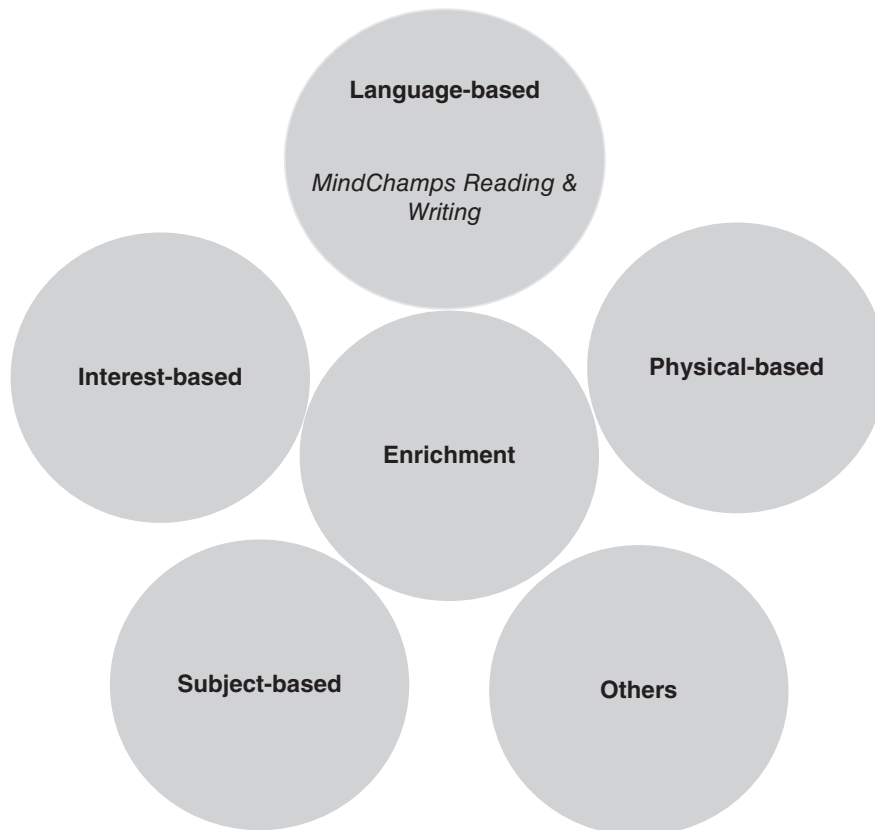 Language-based
MindChamps Reading &
Writing
Interest-based
Physical-based
Enrichment
Subject-based
Others